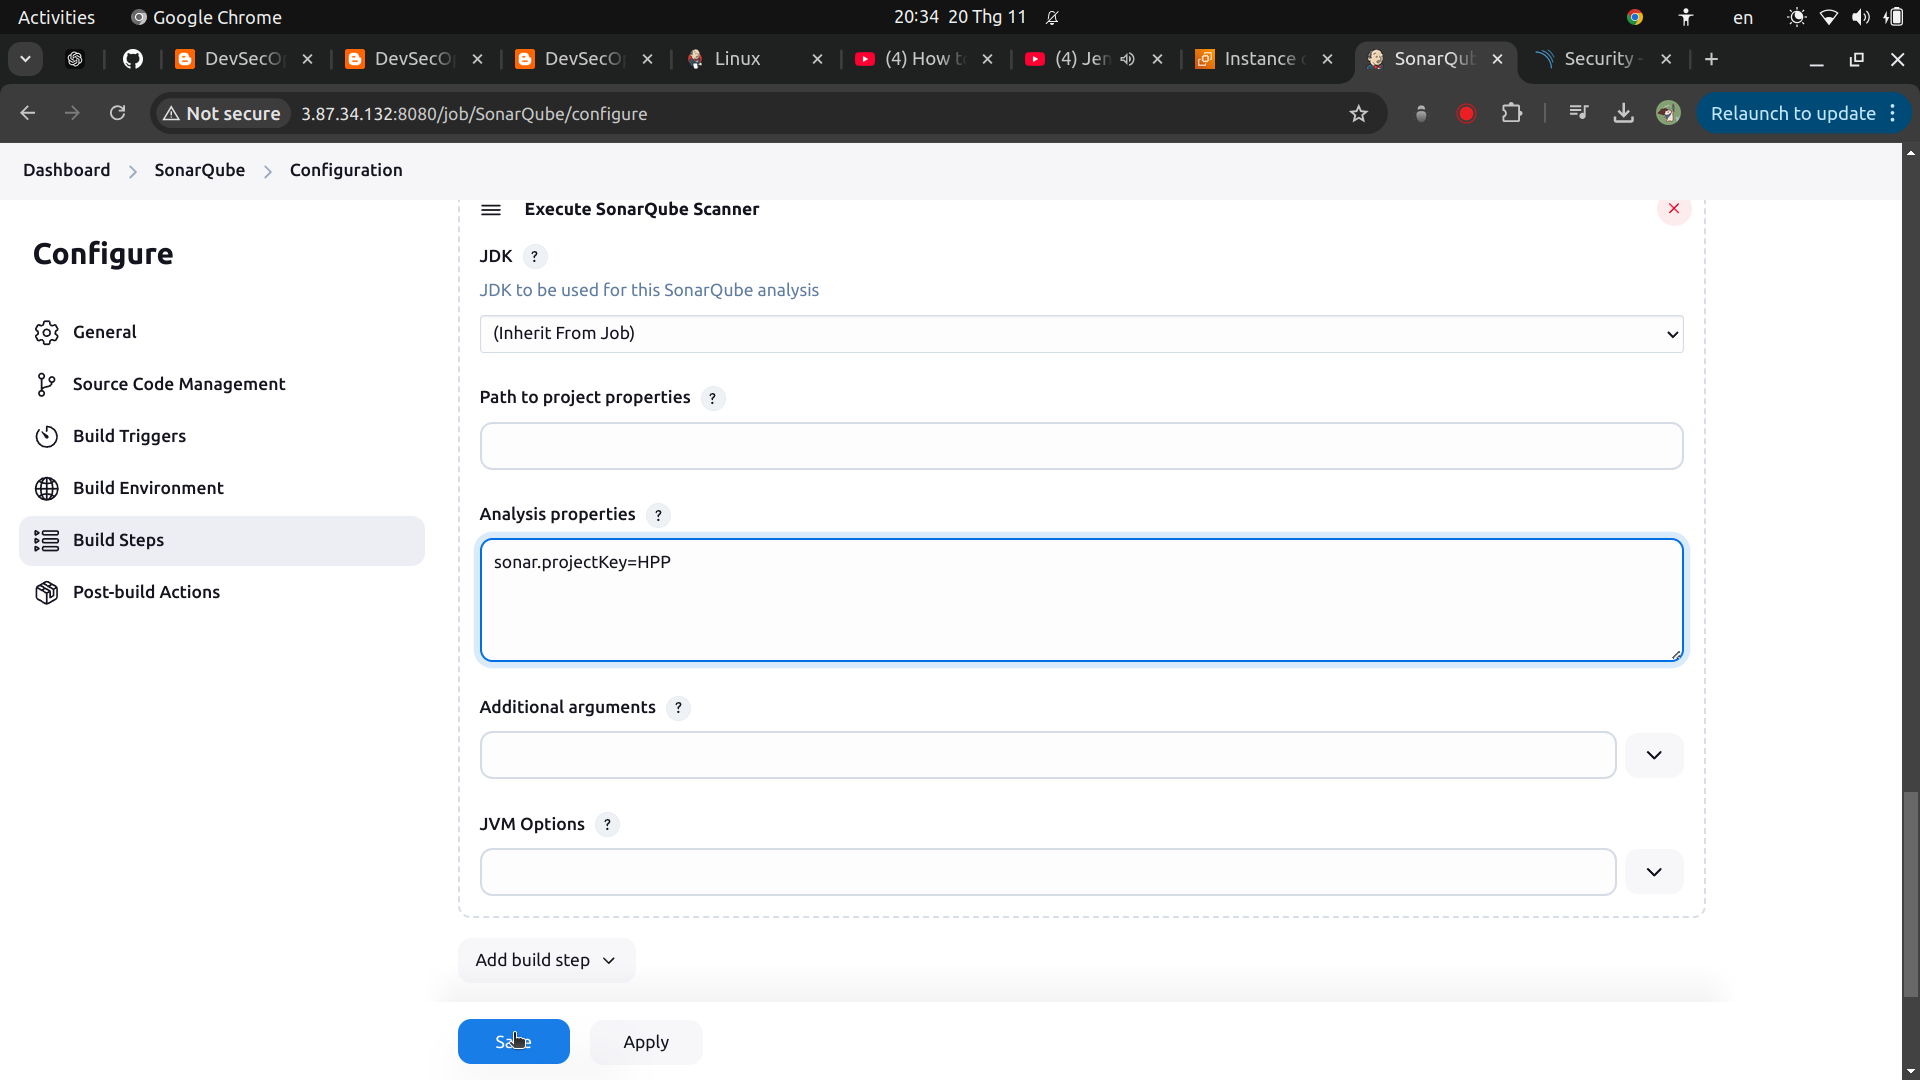 Activities
Google Chrome
20:34 20 Thg 11
en
DevSecO
DevSecO
DevSecO
Linux
(4) How to
(4) Jen
Instance
SonarQub
Security -
Not secure
3.87.34.132:8080/job/SonarQube/configure
Relaunch to update
Dashboard
SonarQube
Configuration
Configure
General
Source Code Management
Build Triggers
Build Environment
Build Steps
Post-build Actions
Execute SonarQube Scanner
JDK ?
JDK to be used for this SonarQube analysis
(Inherit From Job)
Path to project properties ?
Analysis properties ?
sonar.projectKey=HPP
Additional arguments ?
JVM Options ?
Add build step
Save
Apply